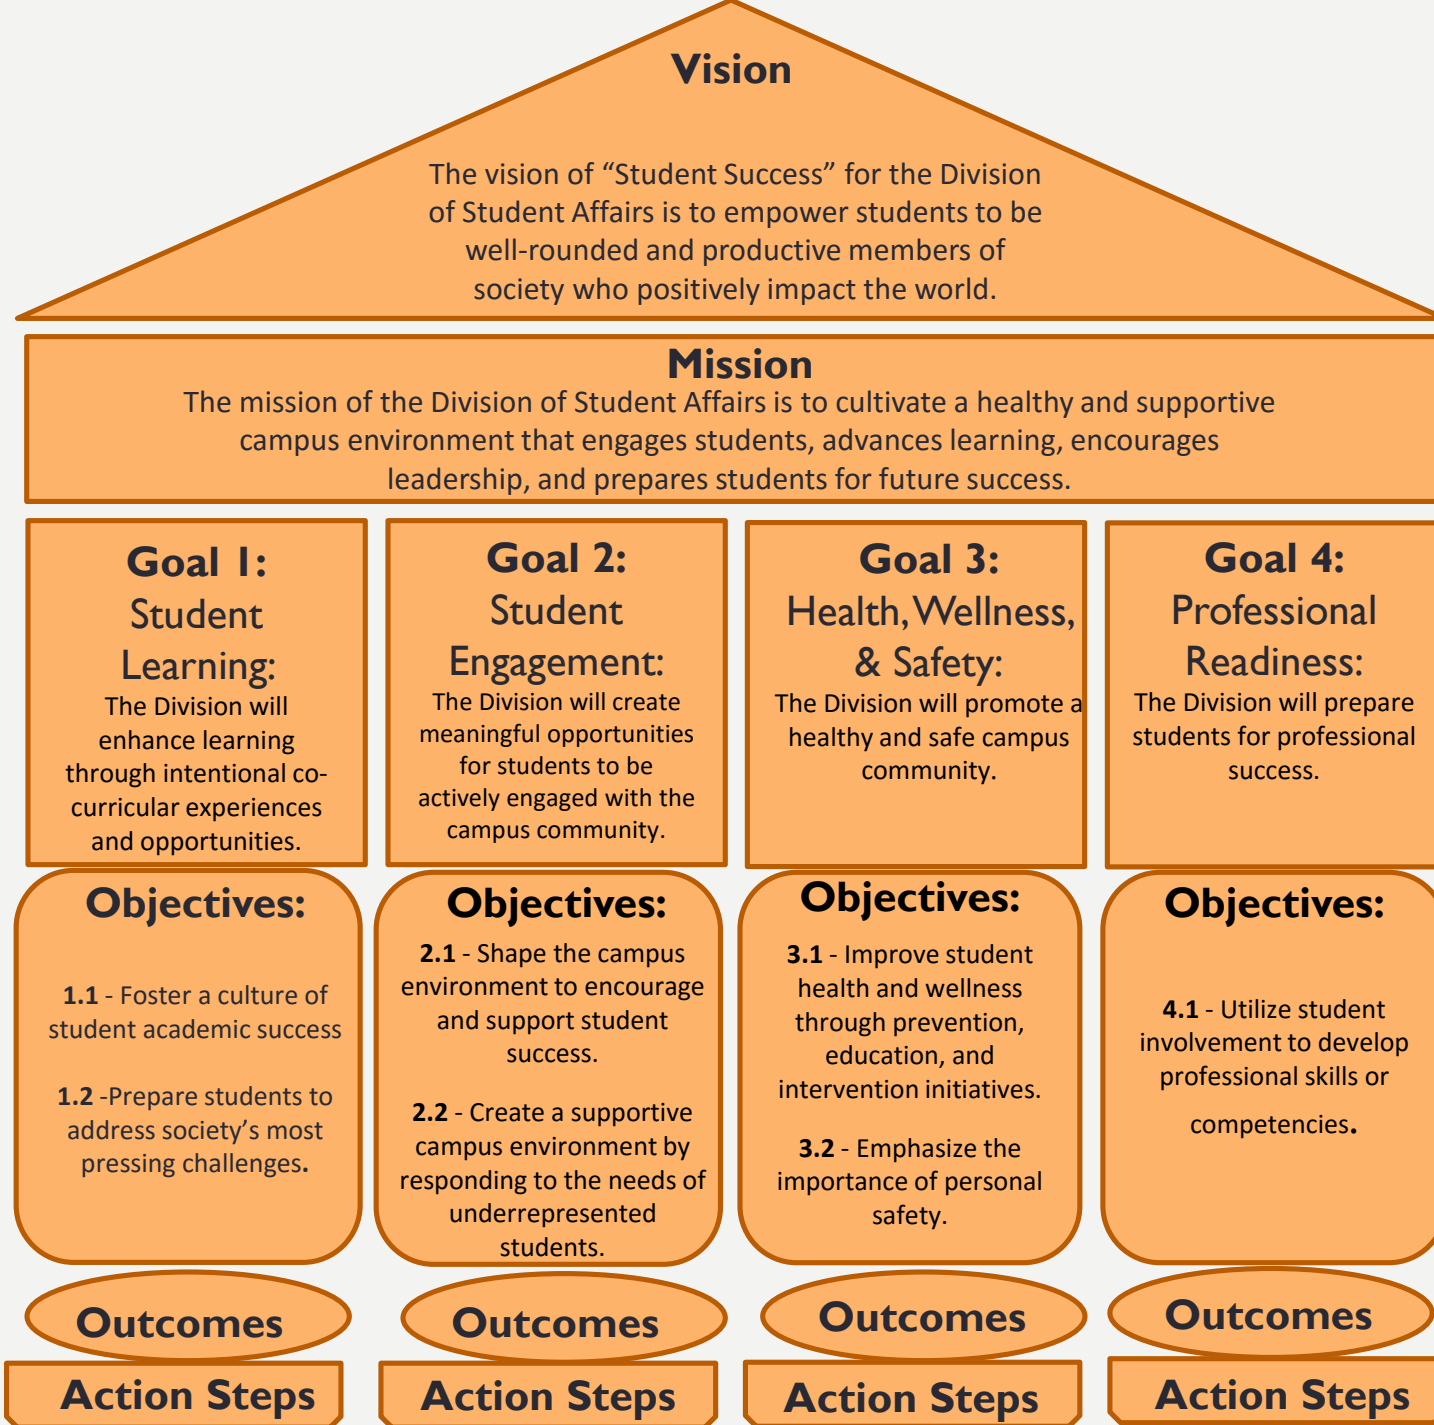 Vision
The vision of “Student Success” for the Division
of Student Affairs is to empower students to be
well-rounded and productive members of
society who positively impact the world.
Mission
The mission of the Division of Student Affairs is to cultivate a healthy and supportive
campus environment that engages students, advances learning, encourages
leadership, and prepares students for future success.
Goal 1:
Student
Learning:
The Division will
enhance learning
through intentional co-
curricular experiences
and opportunities.
Goal 2:
Student
Engagement:
The Division will create
meaningful opportunities
for students to be
actively engaged with the
campus community.
Goal 3:
Health, Wellness,
& Safety:
The Division will promote a
healthy and safe campus
community.
Goal 4:
Professional
Readiness:
The Division will prepare
students for professional
success.
Objectives:
1.1 - Foster a culture of
student academic success
1.2 -Prepare students to
address society’s most
pressing challenges.
Objectives:
2.1 - Shape the campus
environment to encourage
and support student
success.
2.2 - Create a supportive
campus environment by
responding to the needs of
underrepresented
students.
Objectives:
3.1 - Improve student
health and wellness
through prevention,
education, and
intervention initiatives.
3.2 - Emphasize the
importance of personal
safety.
Objectives:
4.1 - Utilize student
involvement to develop
professional skills or
competencies.
Outcomes
Outcomes
Outcomes
Outcomes
Action Steps
Action Steps
Action Steps
Action Steps